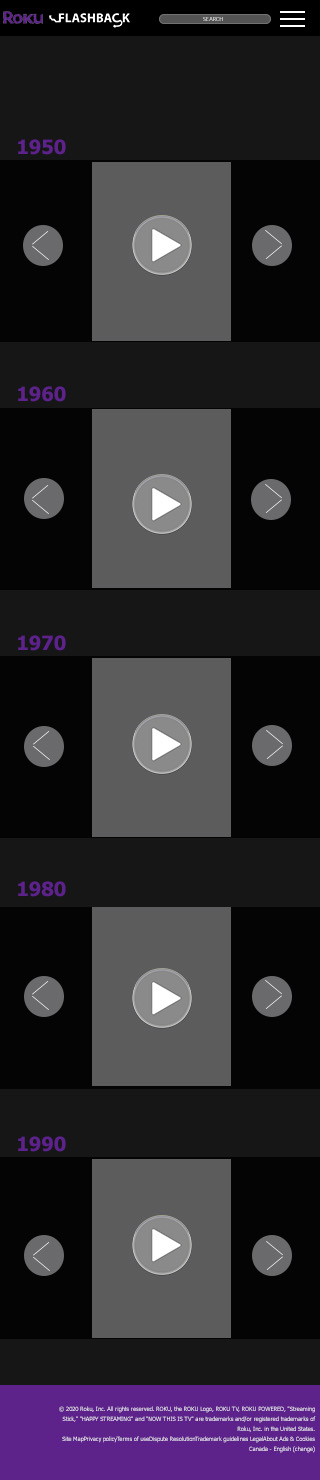 ROKU FLASHBACK SEARCH
1950
1960
1970
1980
1990
© 2020 Roku, Inc. All rights reserved. ROKU, the ROKU Logo, ROKU TV, ROKU POWERED, "Streaming
Stick," "HAPPY STREAMING" and "NOW THIS IS TV" are trademarks and/or registered trademarks of
Roku, Inc. in the United States.
Site MapPrivacy policyTerms of useDispute ResolutionTrademark guidelines LegalAbout Ads & Cookies
Canada - English (change)